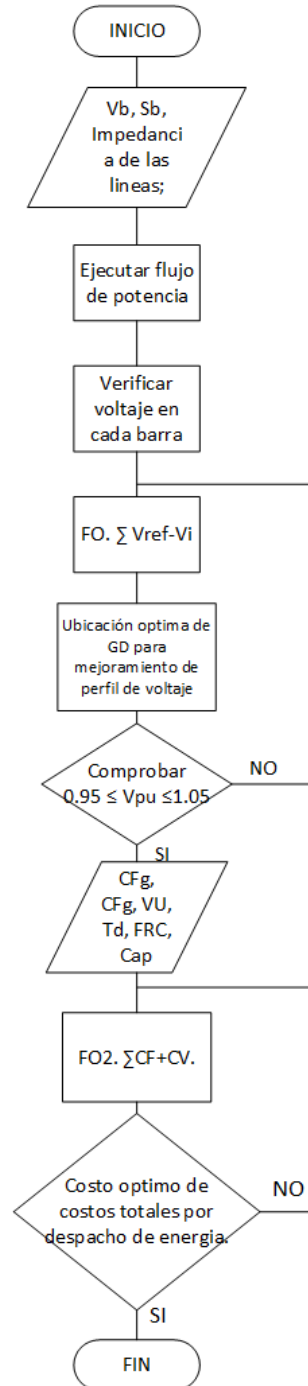 INICIO
Vb, Sb,
Impedanci
a de las
lineas;
Ejecutar flujo
de potencia
Verificar
voltaje en
cada barra
FO. ∑ Vref-Vi
Ubicación optima de
GD para
mejoramiento de
perfil de voltaje
Comprobar
0.95 ≤ Vpu ≤1.05
NO
SI
CFg,
CFg, VU,
Td, FRC,
Cap
FO2. ∑CF+CV.
Costo optimo de
costos totales por
despacho de energia.
NO
SI
FIN